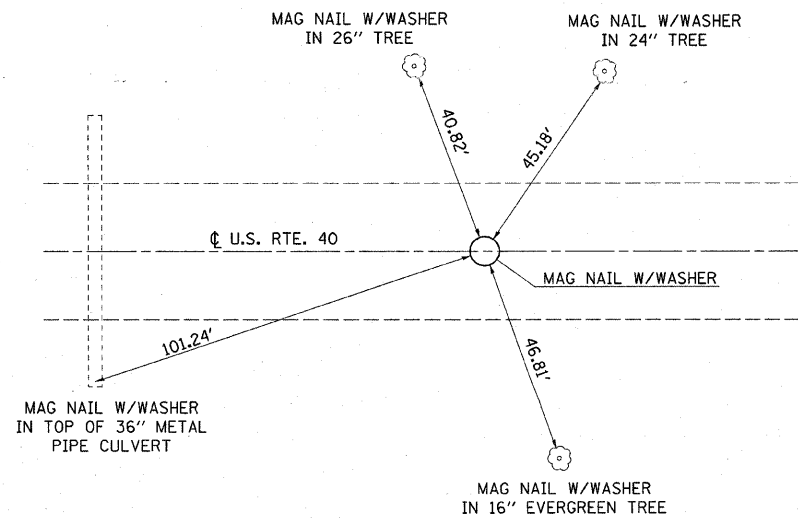 MAG NAIL W/WASHER
IN 26" TREE
MAG NAIL W/WASHER
IN 24" TREE
40.82'
45.18'
℄ U.S. RTE. 40
MAG NAIL W/WASHER
101.24'
46.81'
MAG NAIL W/WASHER
IN TOP OF 36" METAL
PIPE CULVERT
MAG NAIL W/WASHER
IN 16" EVERGREEN TREE